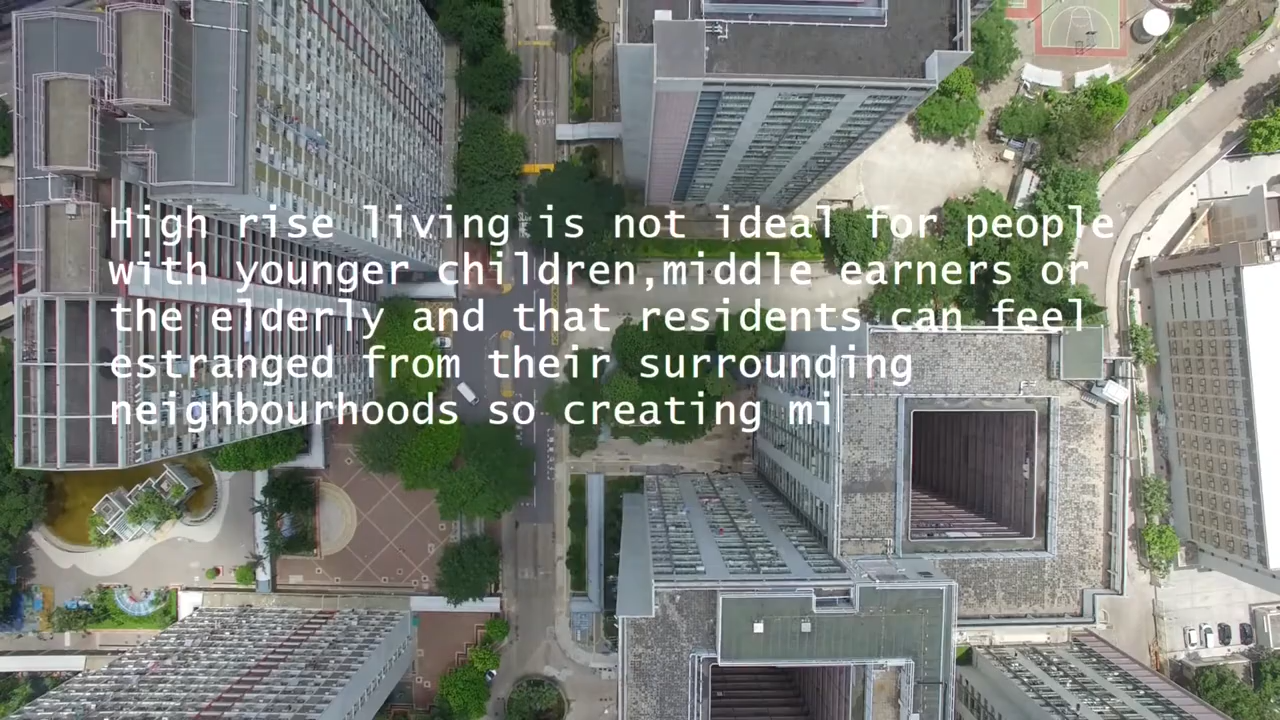 High rise living is not ideal for people
with younger children,middle earners or
the elderly and that residents can feel
estranged from their surrounding
neighbourhoods so creating mi